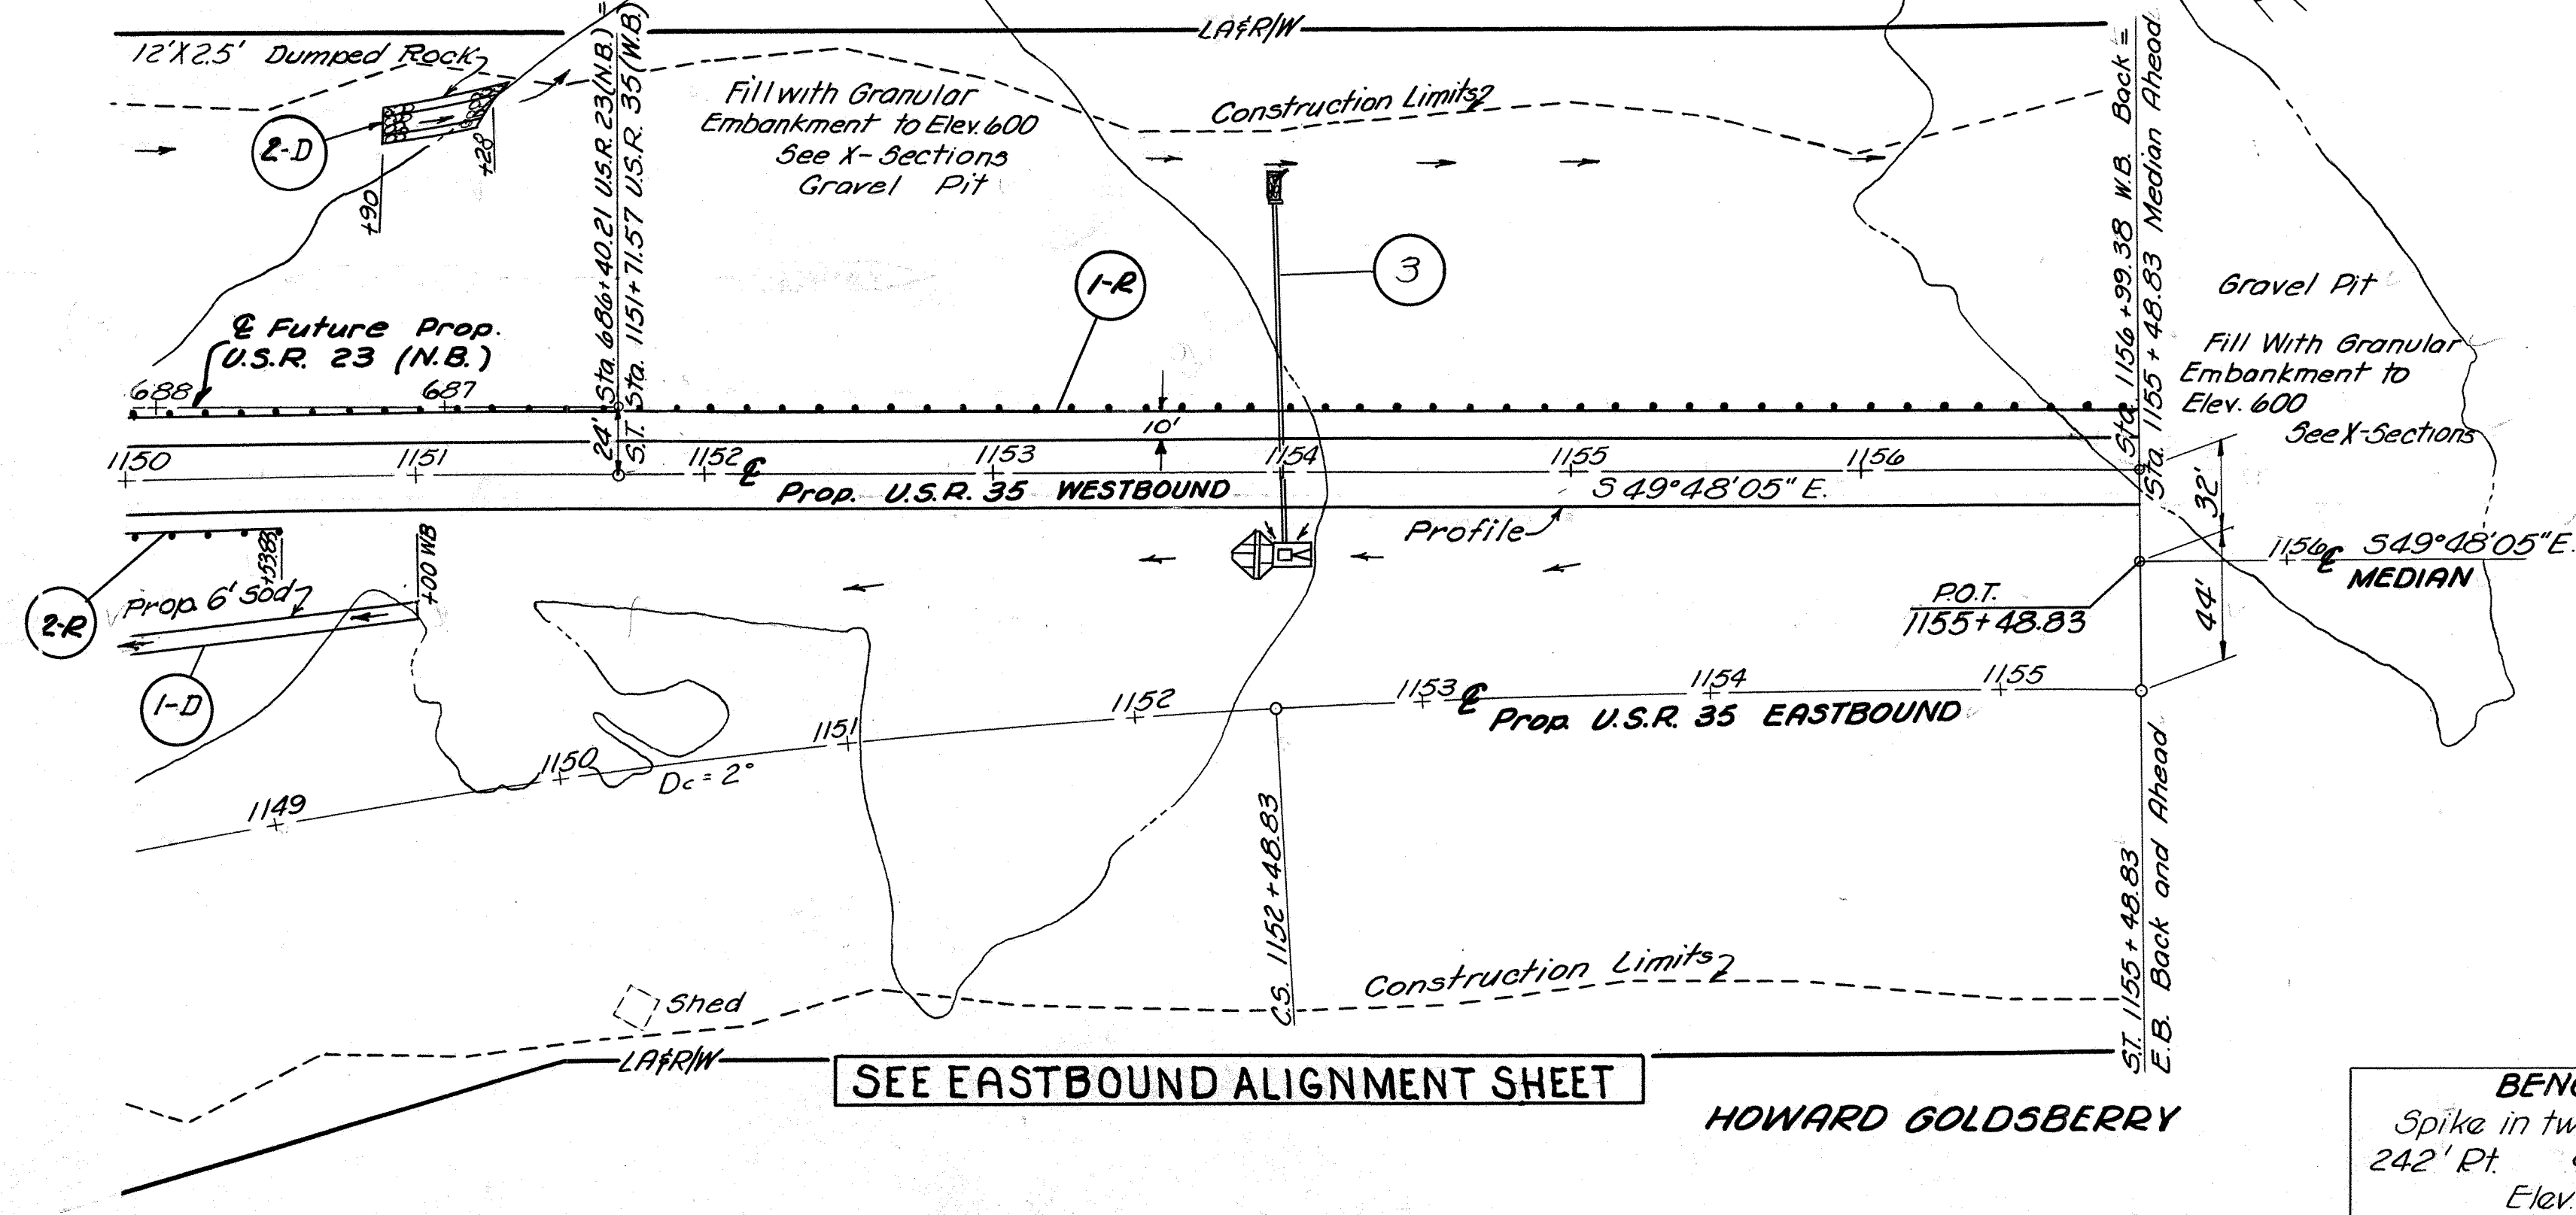 LA&R/W
12'X2.5' Dumped Rock
2-D
+90
+28
Sta. 686+40.21 U.S.R. 23(N.B.) =
S.T. Sta. 1151+71.57 U.S.R. 35(W.B.)
Fill with Granular
Embankment to Elev. 600
See X-Sections
Gravel Pit
Construction Limits
1-R
3
Sta. 1156+99.38 W.B. Back =
Sta. 1155+48.83 Median Ahead
Gravel Pit
Fill With Granular
Embankment to
Elev. 600
See X-Sections
℄ Future Prop.
U.S.R. 23 (N.B.)
688
687
24'
10'
1150
1151
1152
℄
1153
1154
1155
1156
Prop. U.S.R. 35 WESTBOUND
S 49°48'05" E.
Profile
32'
44'
1156
℄
S49°48'05"E.
MEDIAN
P.O.T.
1155+48.83
+53.83
+00 WB
2-R
Prop. 6' Sod
1-D
1149
1150
Dc = 2°
1151
1152
1153
℄
1154
1155
Prop. U.S.R. 35 EASTBOUND
C.S. 1152+48.83
S.T. 1155+48.83
E.B. Back and Ahead
Shed
Construction Limits
LA&R/W
SEE EASTBOUND ALIGNMENT SHEET
HOWARD GOLDSBERRY
Spike in
242' Rt.
Elev.